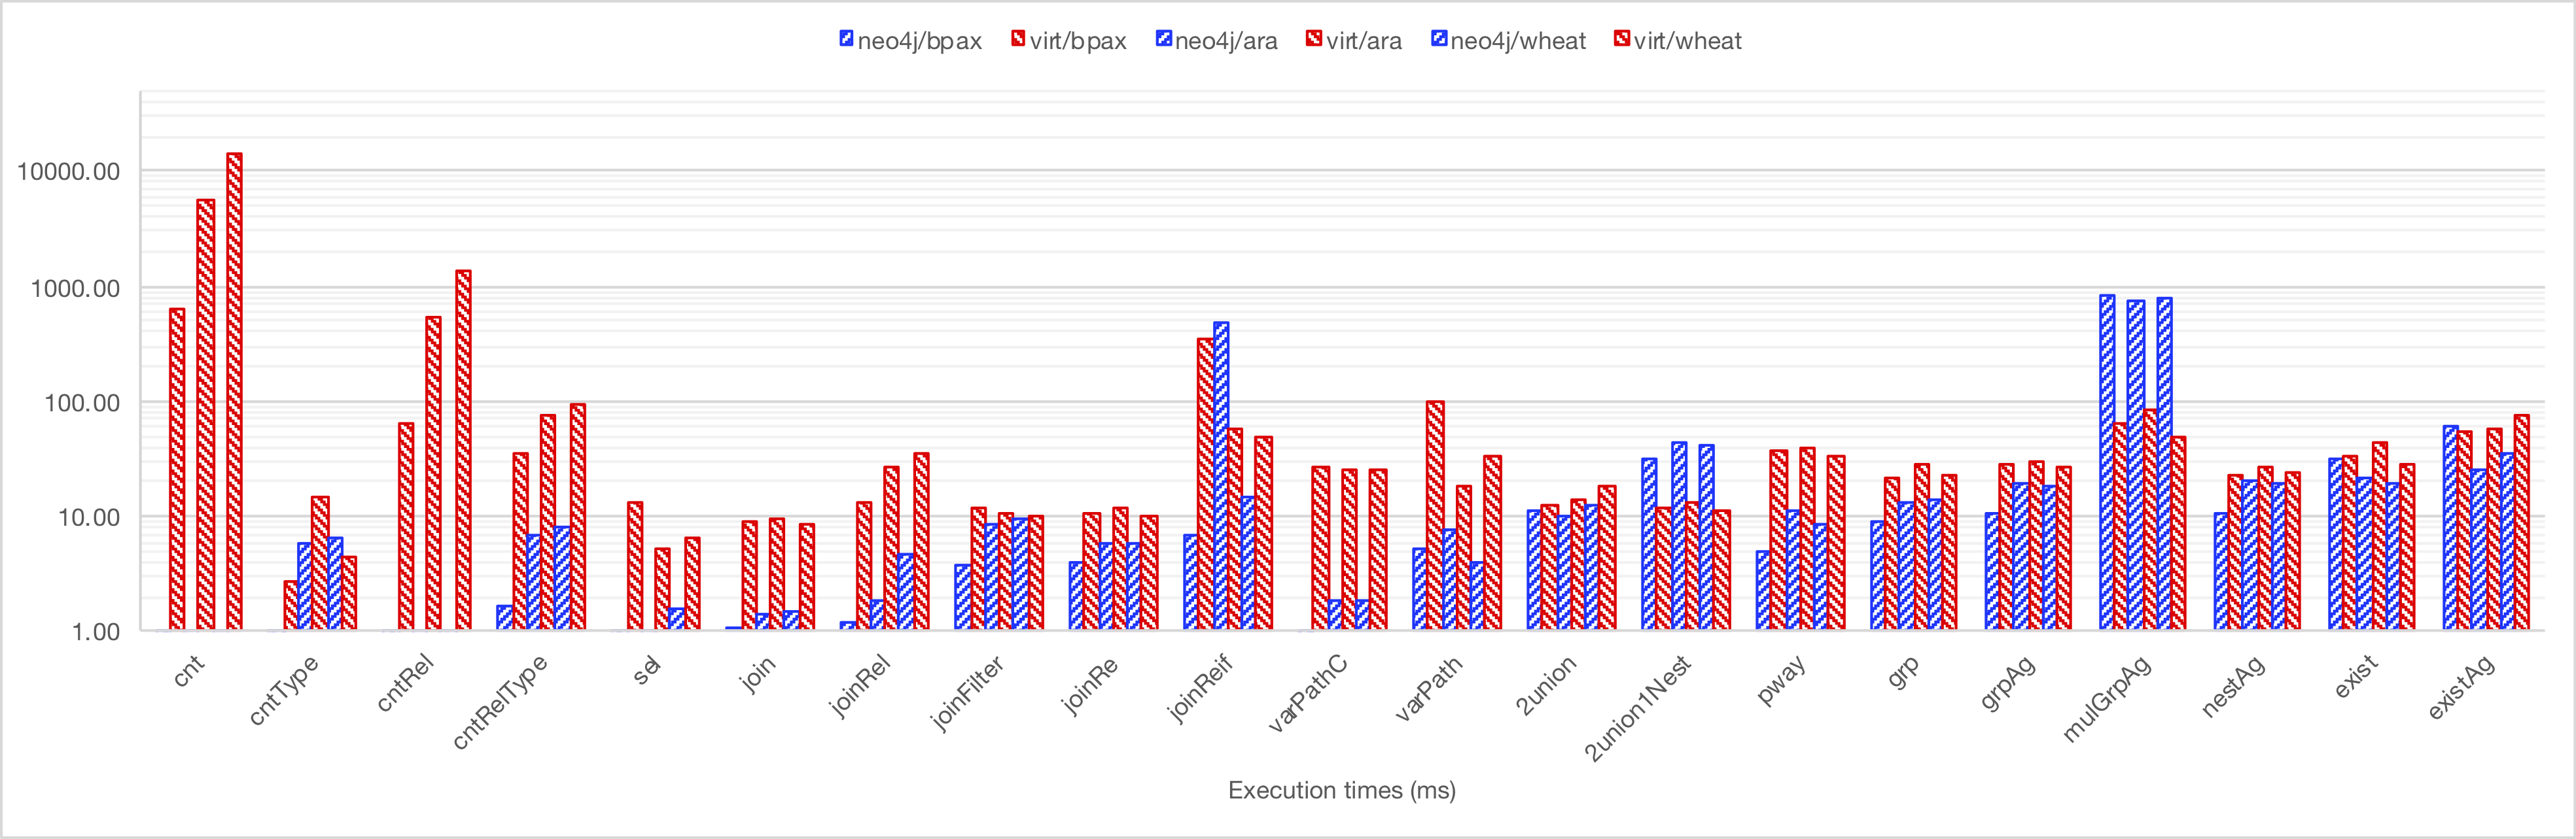 neo4j/bpax virt/bpax neo4j/ara virt/ara neo4j/wheat virt/wheat
10000.00
1000.00
100.00
10.00
1.00
cnt
cntType
cntRel
cntRelType
sel
join
joinRel
joinFilter
joinRe
joinReif
varPathC
varPath
2union
2union1Nest
pway
grp
grpAg
mulGrpAg
nestAg
exist
existAg
Execution times (ms)